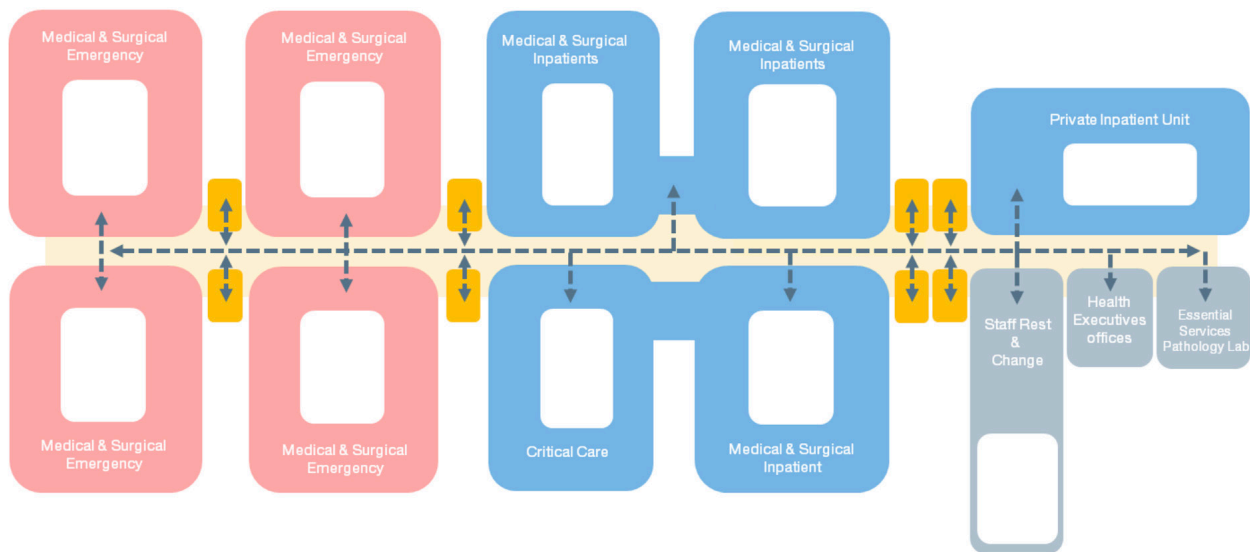 Medical & Surgical
Emergency
Medical & Surgical
Emergency
Medical & Surgical
Inpatients
Medical & Surgical
Inpatients
Private Inpatient Unit
Staff Rest
&
Change
Health
Executives
offices
Essential
Services
Pathology Lab
Medical & Surgical
Emergency
Medical & Surgical
Emergency
Critical Care
Medical & Surgical
Inpatient